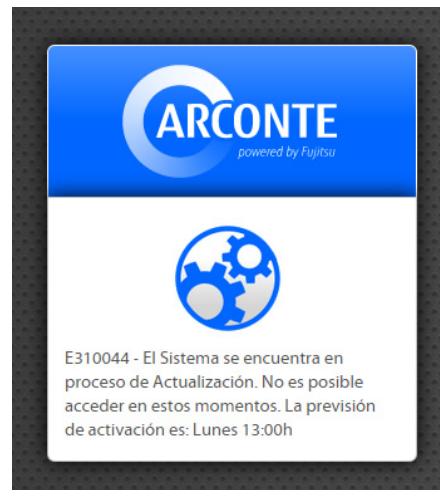 ARCONTE
powered by Fujitsu
E310044 - El Sistema se encuentra en
proceso de Actualización. No es posible
acceder en estos momentos. La previsión
de activación es: Lunes 13:00h